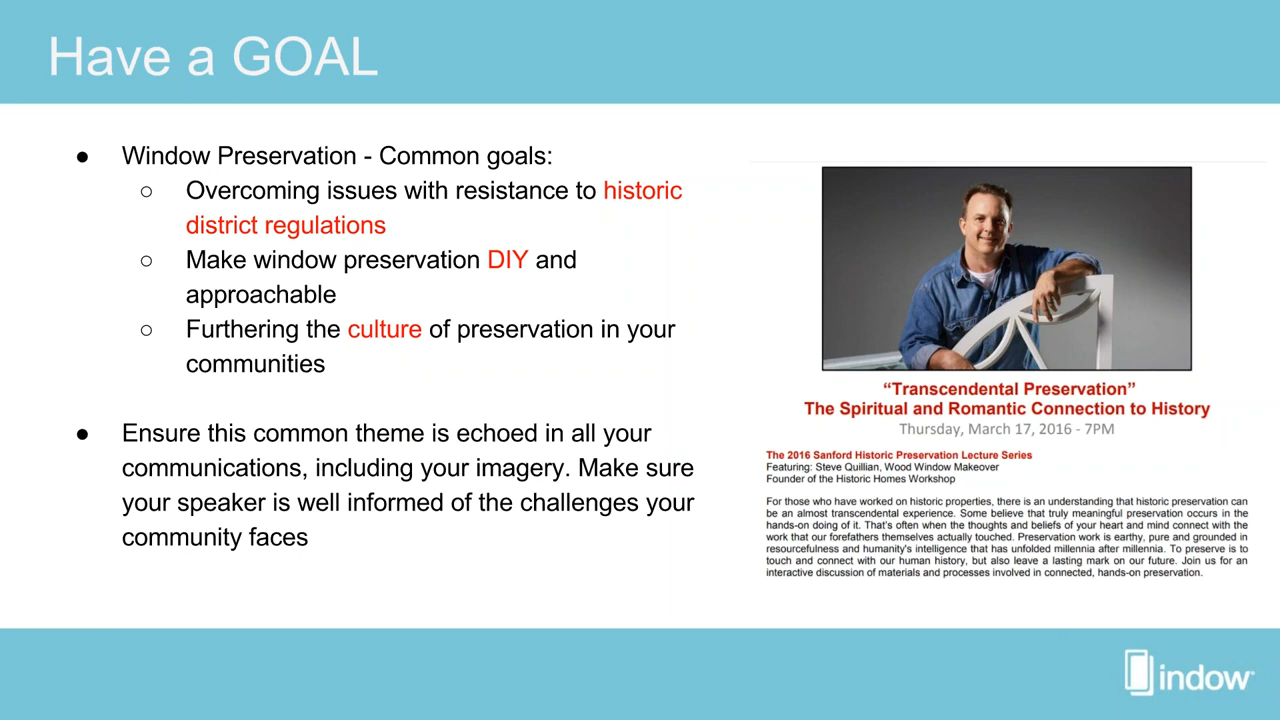 Have a GOAL
● Window Preservation - Common goals:
○ Overcoming issues with resistance to historic
district regulations
○ Make window preservation DIY and
approachable
○ Furthering the culture of preservation in your
communities
● Ensure this common theme is echoed in all your
communications, including your imagery. Make sure
your speaker is well informed of the challenges your
community faces
“Transcendental Preservation”
The Spiritual and Romantic Connection to History
Thursday, March 17, 2016 - 7PM
The 2016 Sanford Historic Preservation Lecture Series
Featuring: Steve Quillian, Wood Window Makeover
Founder of the Historic Homes Workshop
For those who have worked on historic properties, there is an understanding that historic preservation can
be an almost transcendental experience. Some believe that truly meaningful preservation occurs in the
hands-on doing of it. That's often when the thoughts and beliefs of your heart and mind connect with the
work that our forefathers themselves actually touched. Preservation work is earthy, pure and grounded in
resourcefulness and humanity's intelligence that has unfolded millennia after millennia. To preserve is to
touch and connect with our human history, but also leave a lasting mark on our future. Join us for an
interactive discussion of materials and processes involved in connected, hands-on preservation.
indow